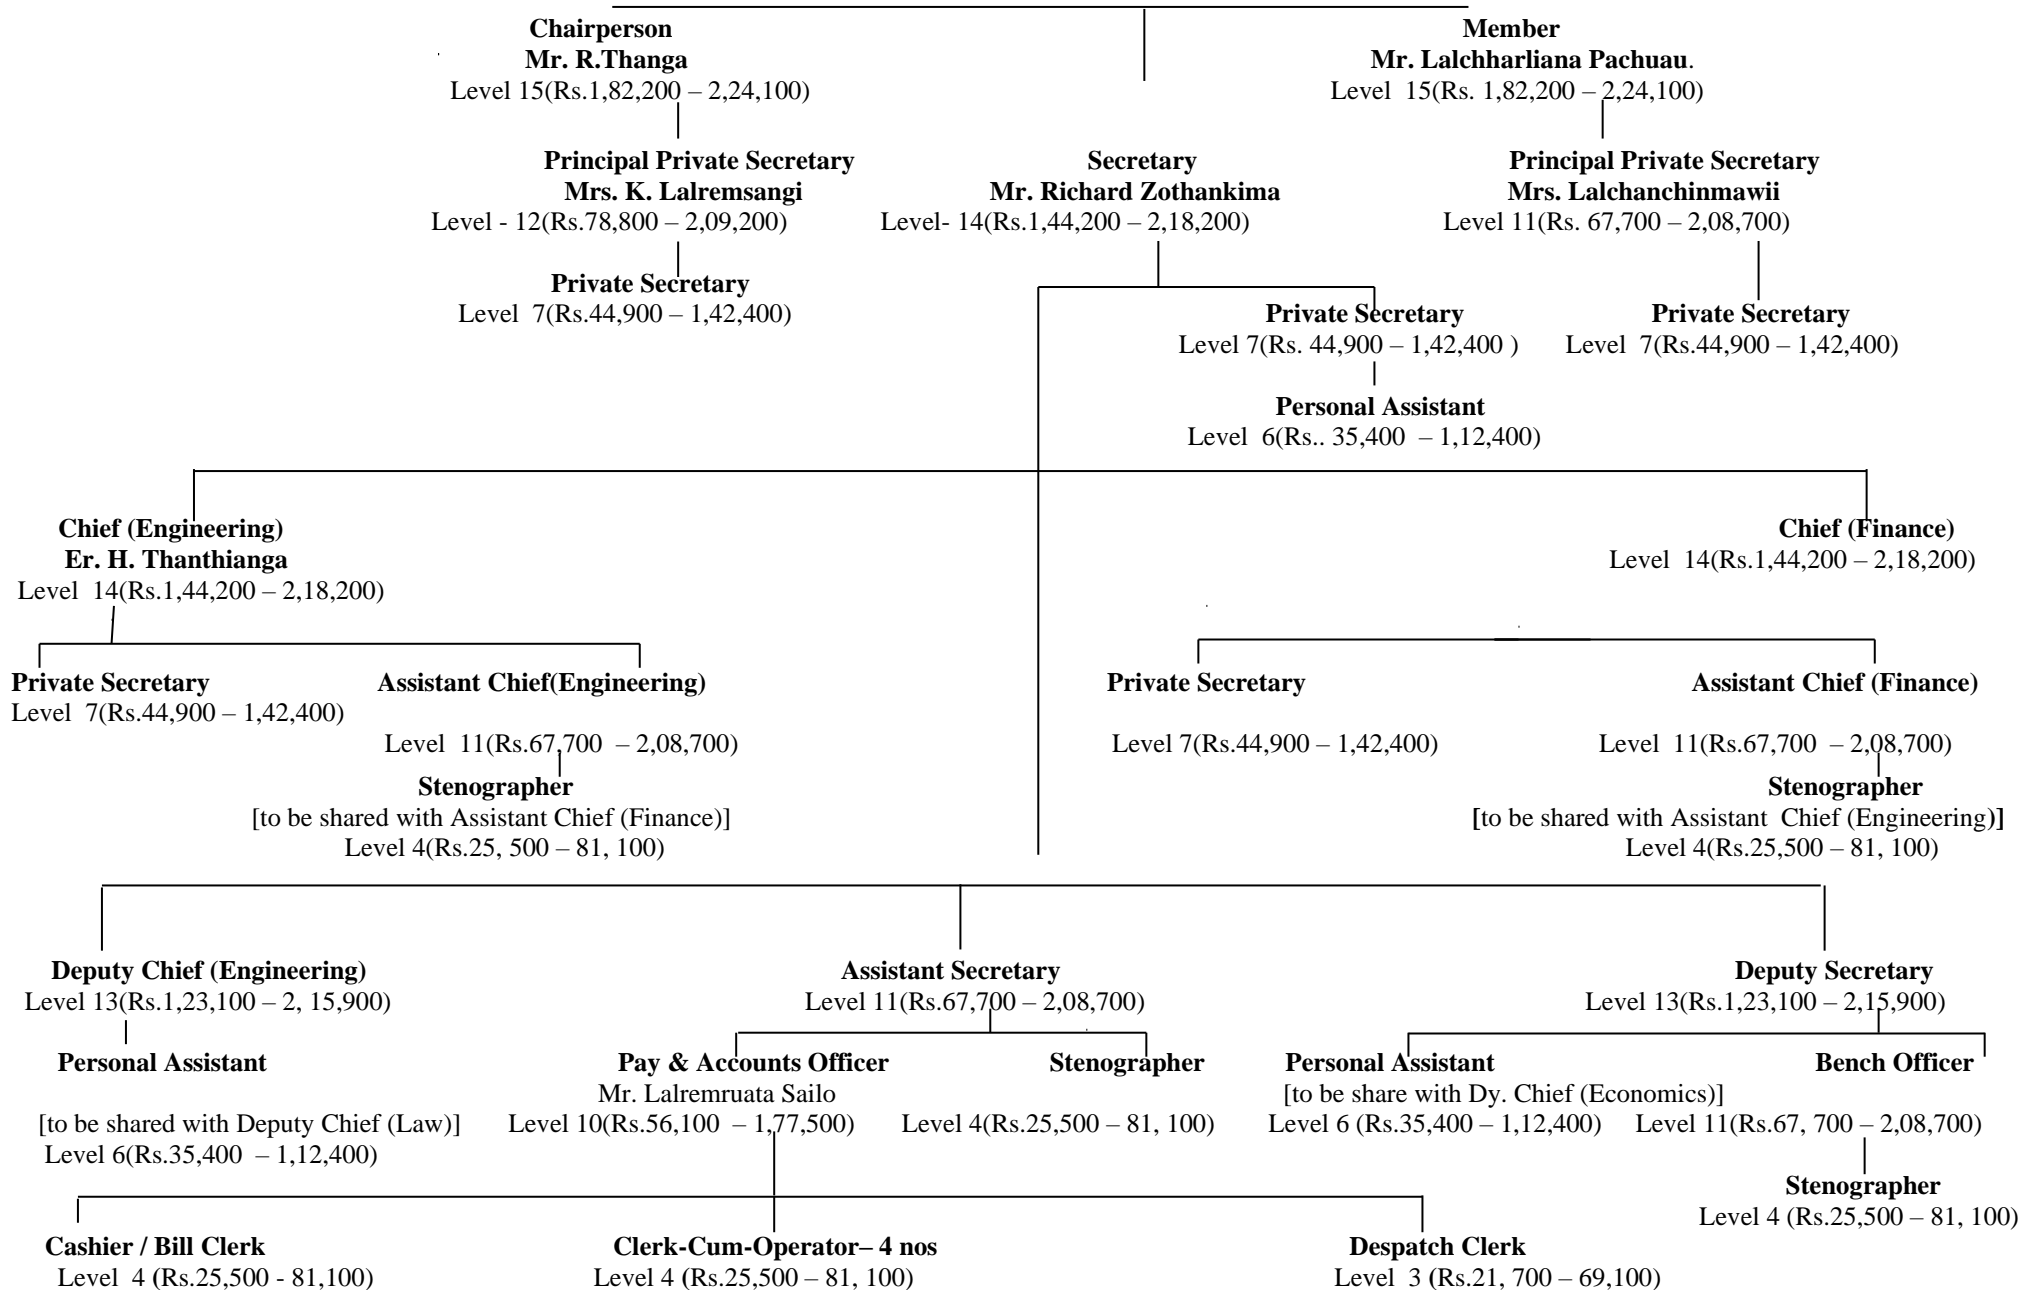 Chairperson
Mr. R.Thanga
Level 15(Rs.1,82,200 – 2,24,100)
Member
Mr. Lalchharliana Pachuau.
Level 15(Rs. 1,82,200 – 2,24,100)
Principal Private Secretary
Mrs. K. Lalremsangi
Level - 12(Rs.78,800 – 2,09,200)
Secretary
Mr. Richard Zothankima
Level- 14(Rs.1,44,200 – 2,18,200)
Principal Private Secretary
Mrs. Lalchanchinmawii
Level 11(Rs. 67,700 – 2,08,700)
Private Secretary
Level 7(Rs.44,900 – 1,42,400)
Private Secretary
Level 7(Rs. 44,900 – 1,42,400 )
Private Secretary
Level 7(Rs.44,900 – 1,42,400)
Personal Assistant
Level 6(Rs.. 35,400 – 1,12,400)
Chief (Engineering)
Er. H. Thanthianga
Level 14(Rs.1,44,200 – 2,18,200)
Chief (Finance)
Level 14(Rs.1,44,200 – 2,18,200)
Private Secretary
Level 7(Rs.44,900 – 1,42,400)
Assistant Chief(Engineering)
Level 11(Rs.67,700 – 2,08,700)
Stenographer
[to be shared with Assistant Chief (Finance)]
Level 4(Rs.25, 500 – 81, 100)
Private Secretary
Level 7(Rs.44,900 – 1,42,400)
Assistant Chief (Finance)
Level 11(Rs.67,700 – 2,08,700)
Stenographer
[to be shared with Assistant Chief (Engineering)]
Level 4(Rs.25,500 – 81, 100)
Deputy Chief (Engineering)
Level 13(Rs.1,23,100 – 2, 15,900)
Personal Assistant
[to be shared with Deputy Chief (Law)]
Level 6(Rs.35,400 – 1,12,400)
Assistant Secretary
Level 11(Rs.67,700 – 2,08,700)
Pay & Accounts Officer
Mr. Lalremruata Sailo
Level 10(Rs.56,100 – 1,77,500)
Stenographer
Level 4(Rs.25,500 – 81, 100)
Deputy Secretary
Level 13(Rs.1,23,100 – 2,15,900)
Personal Assistant
[to be share with Dy. Chief (Economics)]
Level 6 (Rs.35,400 – 1,12,400)
Bench Officer
Level 11(Rs.67, 700 – 2,08,700)
Stenographer
Level 4 (Rs.25,500 – 81, 100)
Cashier / Bill Clerk
Level 4 (Rs.25,500 - 81,100)
Clerk-Cum-Operator– 4 nos
Level 4 (Rs.25,500 – 81, 100)
Despatch Clerk
Level 3 (Rs.21, 700 – 69,100)